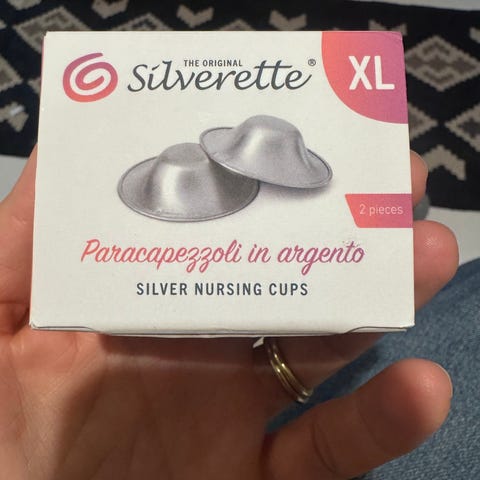 THE ORIGINAL
Silverette®
XL
2 pieces
Paracapezzoli in argento
SILVER NURSING CUPS